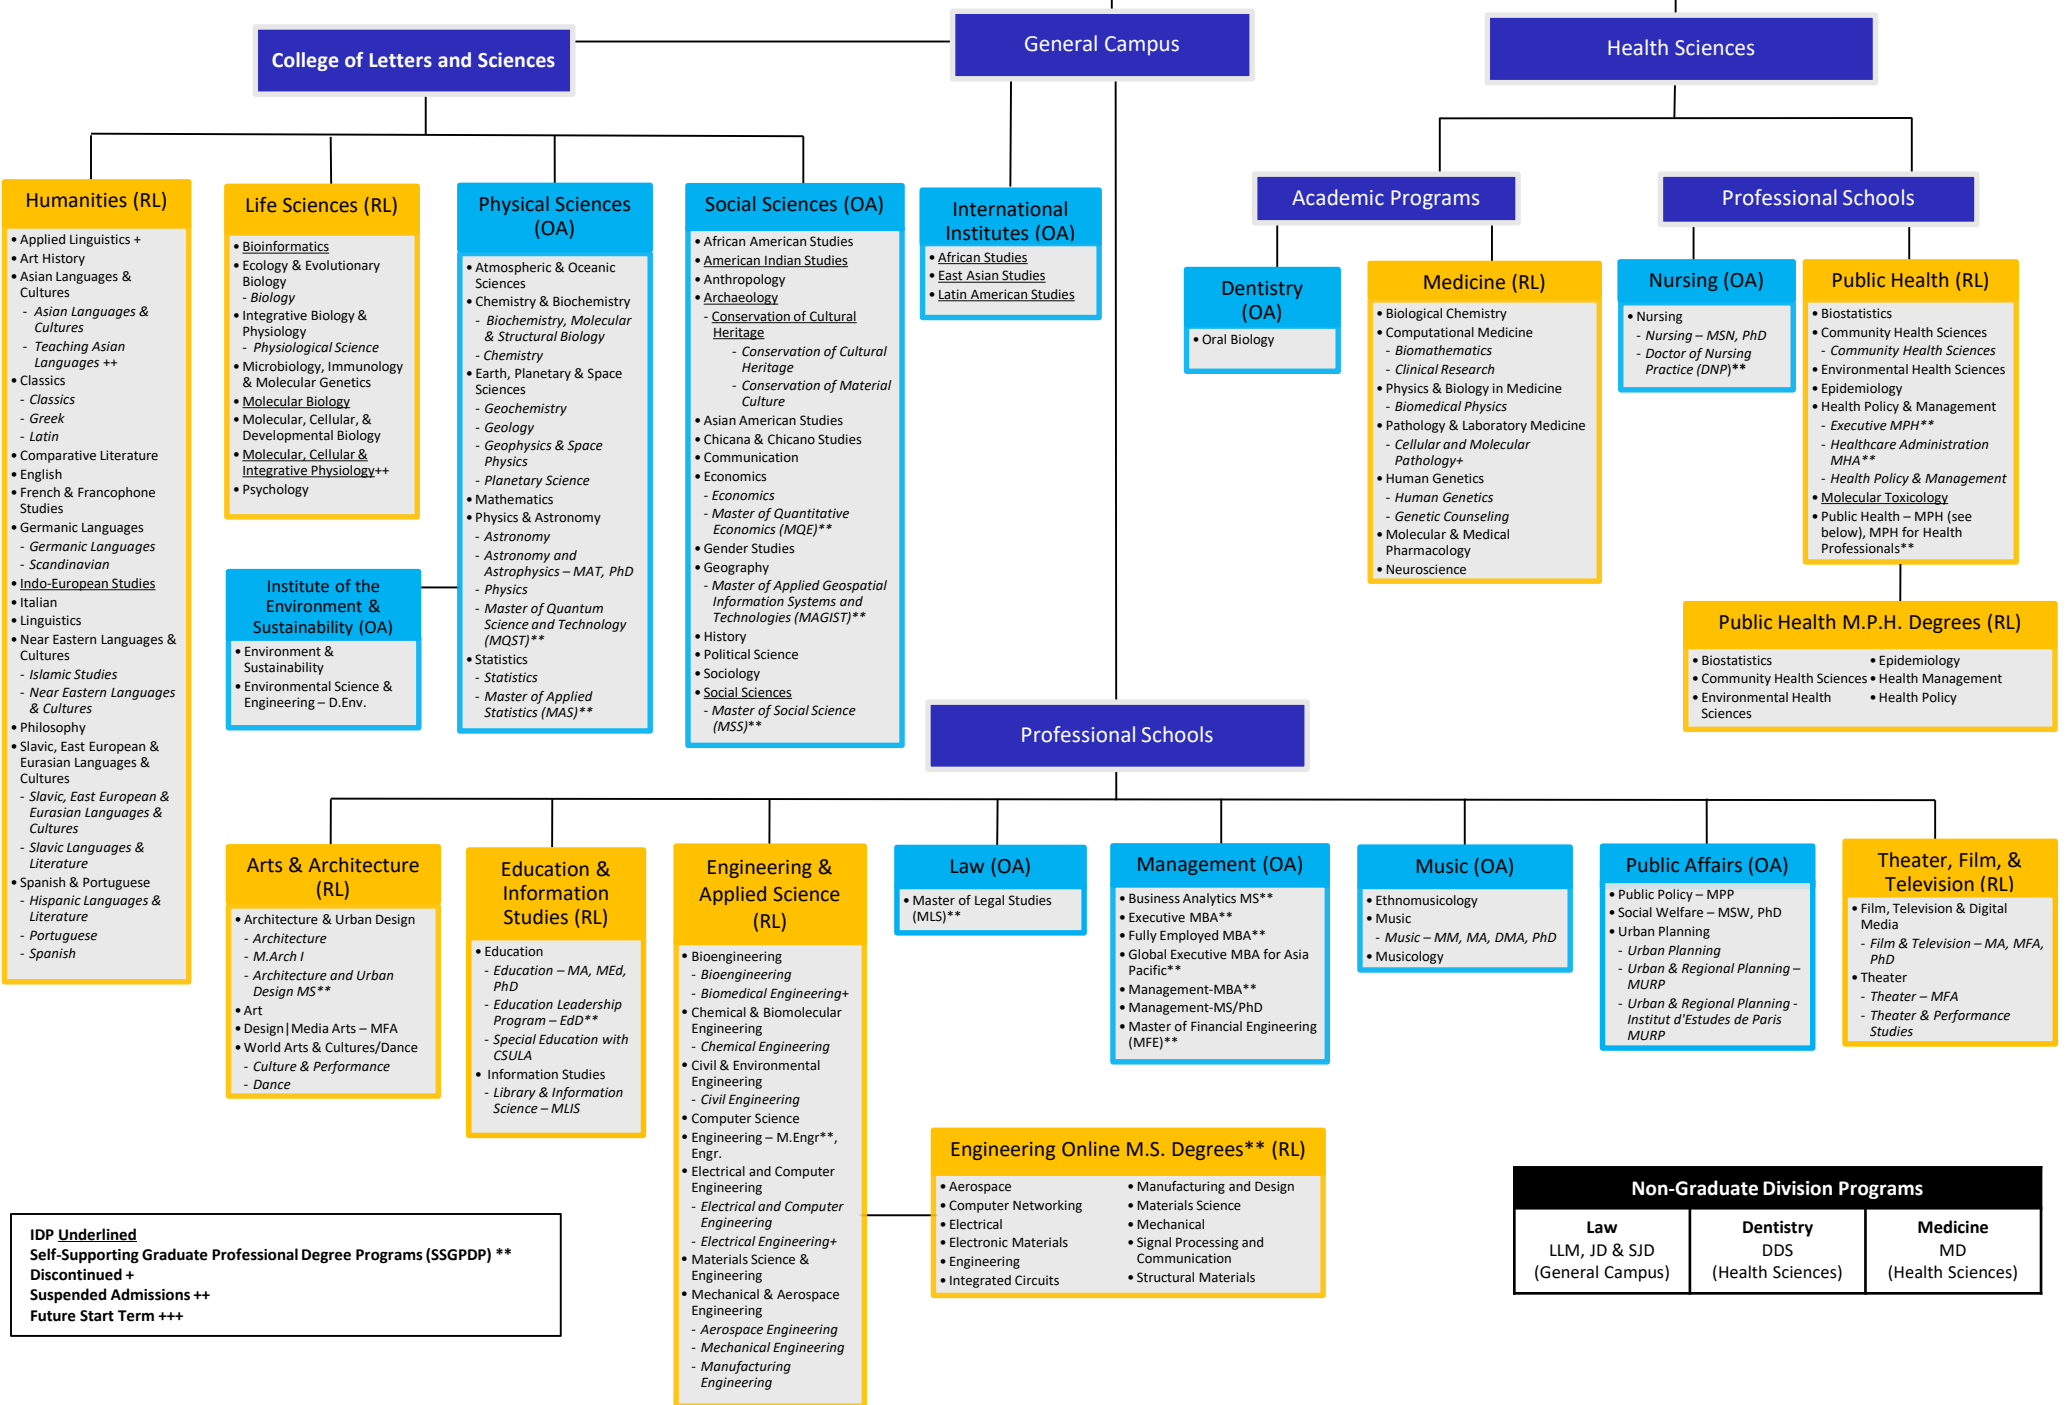 General Campus
Health Sciences
College of Letters and Sciences
Humanities (RL)
• Applied Linguistics +
• Art History
• Asian Languages &
Cultures
- Asian Languages &
Cultures
- Teaching Asian
Languages ++
• Classics
- Classics
- Greek
- Latin
• Comparative Literature
• English
• French & Francophone
Studies
• Germanic Languages
- Germanic Languages
- Scandinavian
• Indo-European Studies
• Italian
• Linguistics
• Near Eastern Languages &
Cultures
- Islamic Studies
- Near Eastern Languages
& Cultures
• Philosophy
• Slavic, East European &
Eurasian Languages &
Cultures
- Slavic, East European &
Eurasian Languages &
Cultures
- Slavic Languages &
Literature
• Spanish & Portuguese
- Hispanic Languages &
Literature
- Portuguese
- Spanish
Life Sciences (RL)
• Bioinformatics
• Ecology & Evolutionary
Biology
- Biology
• Integrative Biology &
Physiology
- Physiological Science
• Microbiology, Immunology
& Molecular Genetics
• Molecular Biology
• Molecular, Cellular, &
Developmental Biology
• Molecular, Cellular &
Integrative Physiology++
• Psychology
Institute of the
Environment &
Sustainability (OA)
• Environment &
Sustainability
• Environmental Science &
Engineering – D.Env.
Physical Sciences
(OA)
• Atmospheric & Oceanic
Sciences
• Chemistry & Biochemistry
- Biochemistry, Molecular
& Structural Biology
- Chemistry
• Earth, Planetary & Space
Sciences
- Geochemistry
- Geology
- Geophysics & Space
Physics
- Planetary Science
• Mathematics
• Physics & Astronomy
- Astronomy
- Astronomy and
Astrophysics – MAT, PhD
- Physics
- Master of Quantum
Science and Technology
(MQST)**
• Statistics
- Statistics
- Master of Applied
Statistics (MAS)**
Social Sciences (OA)
• African American Studies
• American Indian Studies
• Anthropology
• Archaeology
- Conservation of Cultural
Heritage
- Conservation of Cultural
Heritage
- Conservation of Material
Culture
• Asian American Studies
• Chicana & Chicano Studies
• Communication
• Economics
- Economics
- Master of Quantitative
Economics (MQE)**
• Gender Studies
• Geography
- Master of Applied Geospatial
Information Systems and
Technologies (MAGIST)**
• History
• Political Science
• Sociology
• Social Sciences
- Master of Social Science
(MSS)**
International
Institutes (OA)
• African Studies
• East Asian Studies
• Latin American Studies
Academic Programs
Professional Schools
Dentistry
(OA)
• Oral Biology
Medicine (RL)
• Biological Chemistry
• Computational Medicine
- Biomathematics
- Clinical Research
• Physics & Biology in Medicine
- Biomedical Physics
• Pathology & Laboratory Medicine
- Cellular and Molecular
Pathology+
• Human Genetics
- Human Genetics
- Genetic Counseling
• Molecular & Medical
Pharmacology
• Neuroscience
Nursing (OA)
• Nursing
- Nursing – MSN, PhD
- Doctor of Nursing
Practice (DNP)**
Public Health (RL)
• Biostatistics
• Community Health Sciences
- Community Health Sciences
• Environmental Health Sciences
• Epidemiology
• Health Policy & Management
- Executive MPH**
- Healthcare Administration
MHA**
- Health Policy & Management
• Molecular Toxicology
• Public Health – MPH (see
below), MPH for Health
Professionals**
Public Health M.P.H. Degrees (RL)
• Biostatistics
• Community Health Sciences
• Environmental Health
Sciences
• Epidemiology
• Health Management
• Health Policy
Professional Schools
Arts & Architecture
(RL)
• Architecture & Urban Design
- Architecture
- M.Arch I
- Architecture and Urban
Design MS**
• Art
• Design|Media Arts – MFA
• World Arts & Cultures/Dance
- Culture & Performance
- Dance
Education &
Information
Studies (RL)
• Education
- Education – MA, MEd,
PhD
- Education Leadership
Program – EdD**
- Special Education with
CSULA
• Information Studies
- Library & Information
Science – MLIS
Engineering &
Applied Science
(RL)
• Bioengineering
- Bioengineering
- Biomedical Engineering+
• Chemical & Biomolecular
Engineering
- Chemical Engineering
• Civil & Environmental
Engineering
- Civil Engineering
• Computer Science
• Engineering – M.Engr**,
Engr.
• Electrical and Computer
Engineering
- Electrical and Computer
Engineering
- Electrical Engineering+
• Materials Science &
Engineering
• Mechanical & Aerospace
Engineering
- Aerospace Engineering
- Mechanical Engineering
- Manufacturing
Engineering
Law (OA)
• Master of Legal Studies
(MLS)**
Management (OA)
• Business Analytics MS**
• Executive MBA**
• Fully Employed MBA**
• Global Executive MBA for Asia
Pacific**
• Management-MBA**
• Management-MS/PhD
• Master of Financial Engineering
(MFE)**
Music (OA)
• Ethnomusicology
• Music
- Music – MM, MA, DMA, PhD
• Musicology
Public Affairs (OA)
• Public Policy – MPP
• Social Welfare – MSW, PhD
• Urban Planning
- Urban Planning
- Urban & Regional Planning –
MURP
- Urban & Regional Planning -
Institut d'Estudes de Paris
MURP
Theater, Film, &
Television (RL)
• Film, Television & Digital
Media
- Film & Television – MA, MFA,
PhD
• Theater
- Theater – MFA
- Theater & Performance
Studies
Engineering Online M.S. Degrees** (RL)
• Aerospace
• Computer Networking
• Electrical
• Electronic Materials
• Engineering
• Integrated Circuits
• Manufacturing and Design
• Materials Science
• Mechanical
• Signal Processing and
Communication
• Structural Materials
IDP Underlined
Self-Supporting Graduate Professional Degree Programs (SSGPDP) **
Discontinued +
Suspended Admissions ++
Future Start Term +++
Non-Graduate Division Programs
Law
LLM, JD & SJD
(General Campus)
Dentistry
DDS
(Health Sciences)
Medicine
MD
(Health Sciences)